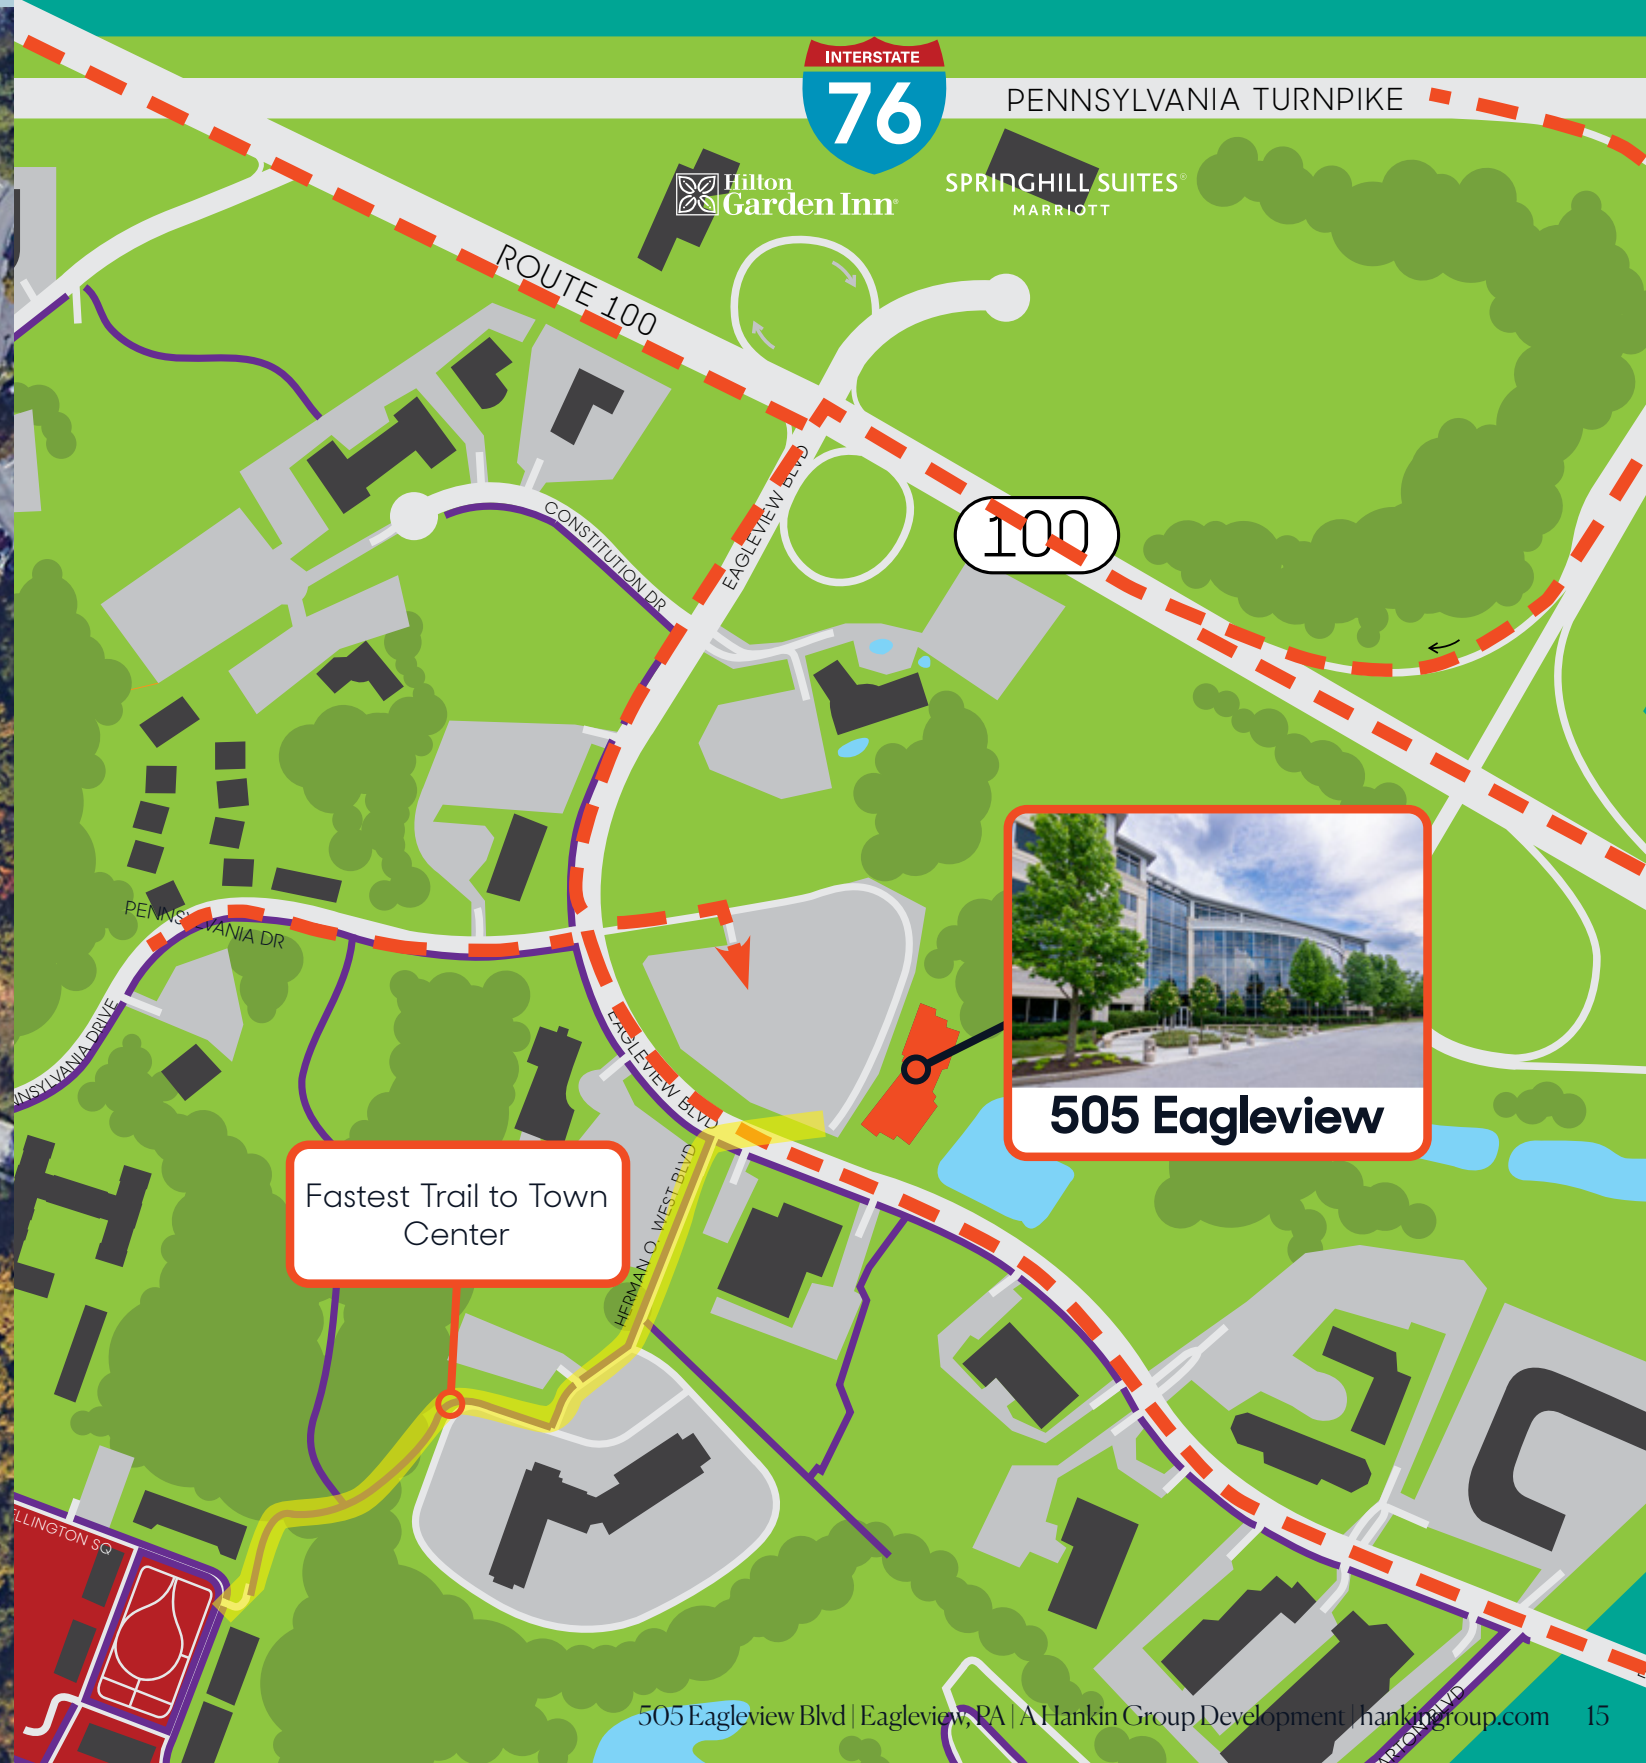 INTERSTATE
76
PENNSYLVANIA TURNPIKE
Hilton
Garden Inn®
SPRINGHILL SUITES®
MARRIOTT
ROUTE 100
EAGLEVIEW BLVD
100
CONSTITUTION DR
PENNSYLVANIA DR
NNSYLVANIA DRIVE
EAGLEVIEW BLVD
505 Eagleview
HERMAN O. WEST BLVD
Fastest Trail to Town
Center
ELLINGTON SQ
505 Eagleview Blvd | Eagleview, PA | A Hankin Group Development | hankingroup.com 15